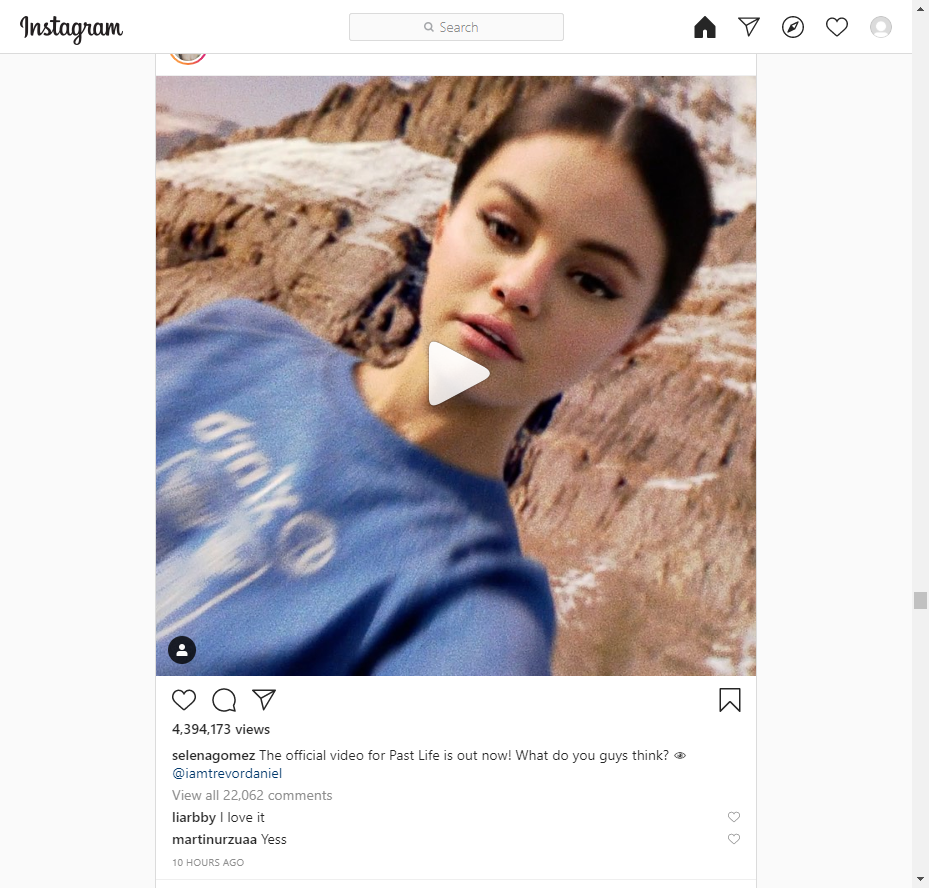 Instagram
Search
4,394,173 views
selenagomez The official video for Past Life is out now! What do you guys think? 👁
@iamtrevordaniel
View all 22,062 comments
liarbby I love it
martinurzuaa Yess
10 HOURS AGO